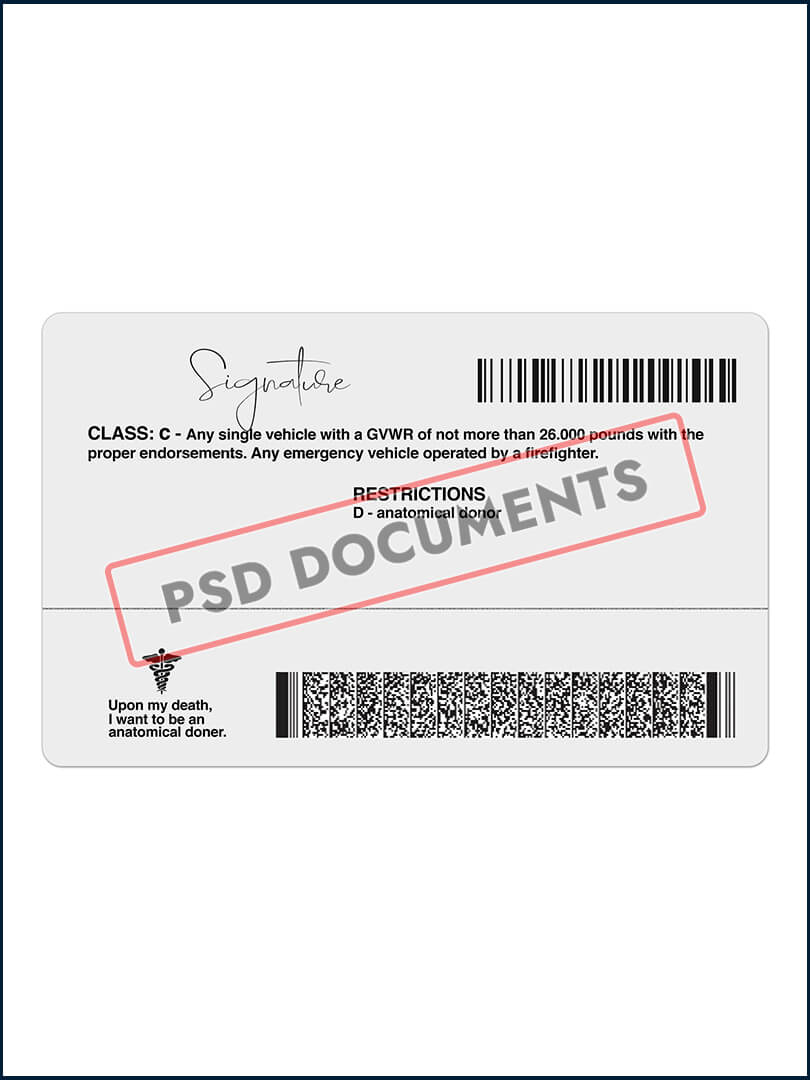 Signature
CLASS: C - Any single vehicle with a GVWR of not more than 26.000 pounds with the
proper endorsements. Any emergency vehicle operated by a firefighter.
RESTRICTIONS
D - anatomical donor
PSD DOCUMENTS
Upon my death,
I want to be an
anatomical doner.